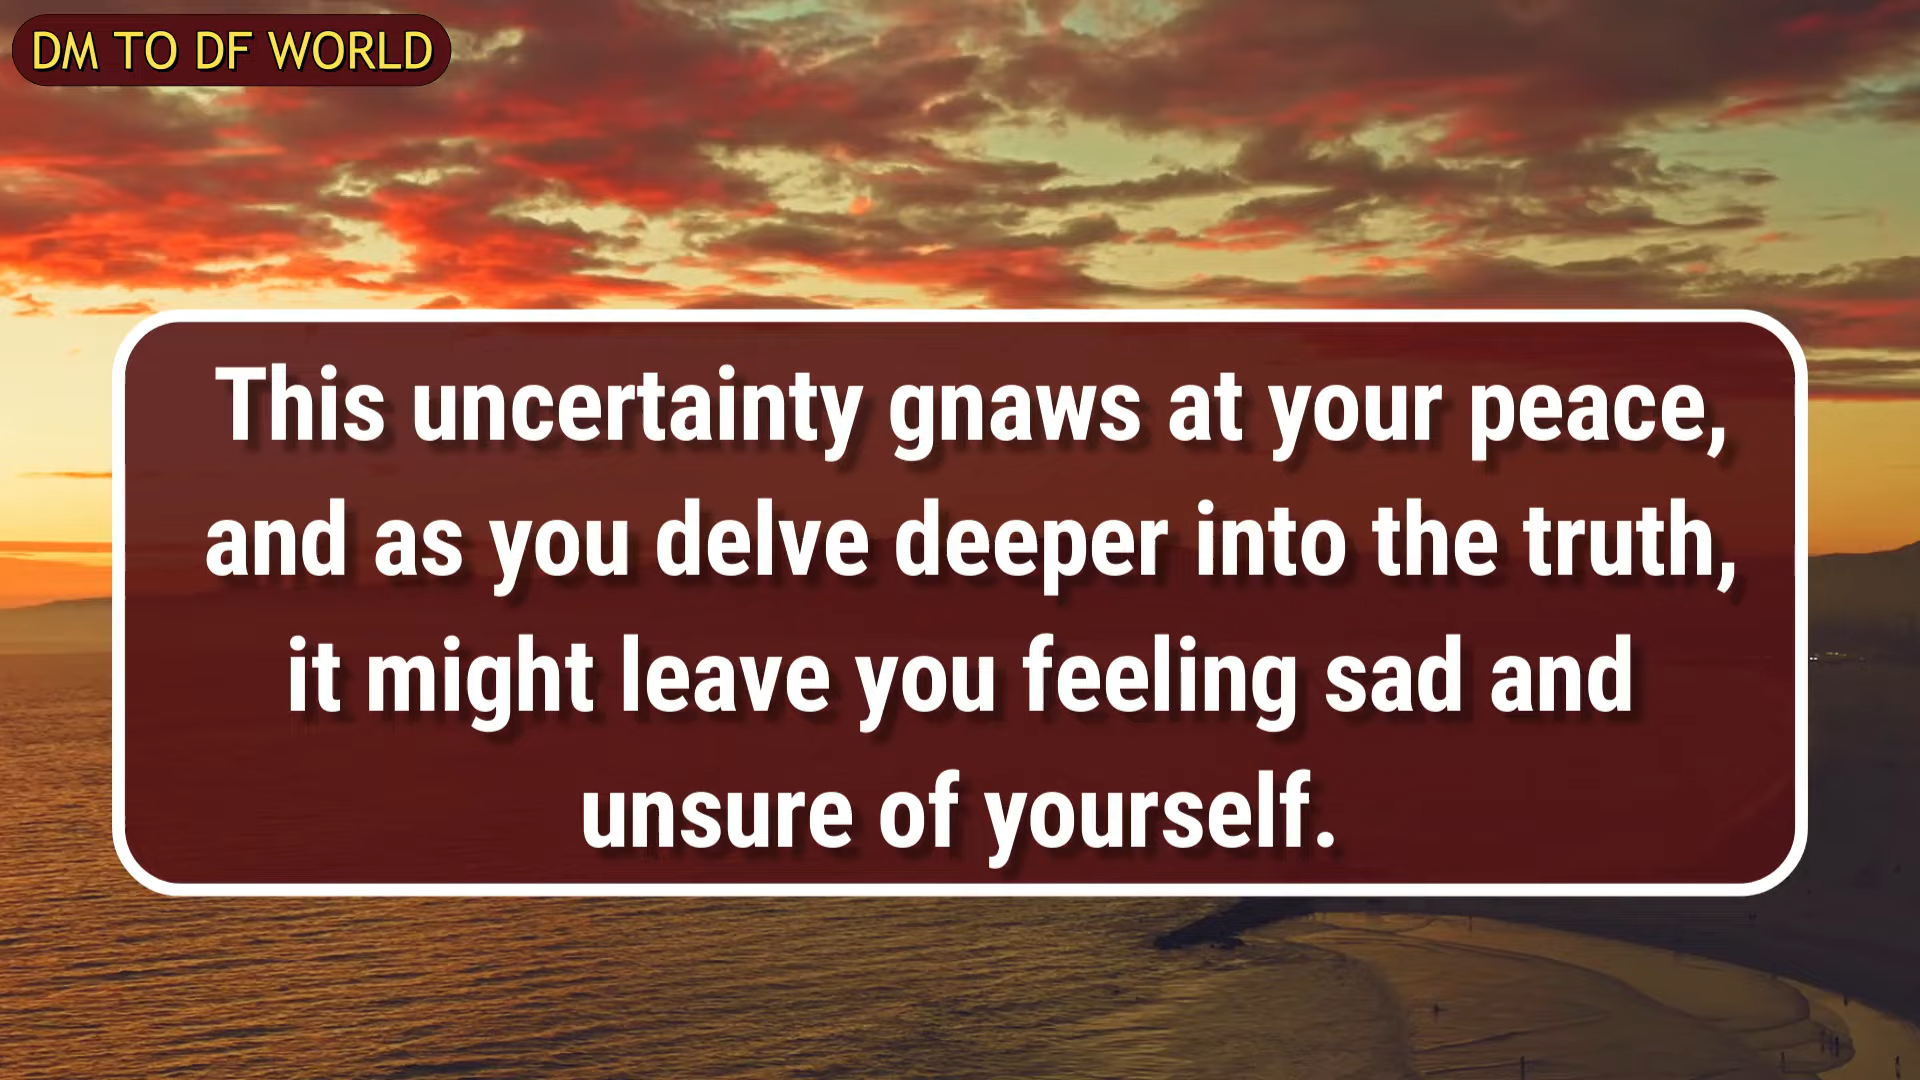 DM TO DF WORLD
This uncertainty gnaws at your peace,
and as you delve deeper into the truth,
it might leave you feeling sad and
unsure of yourself.